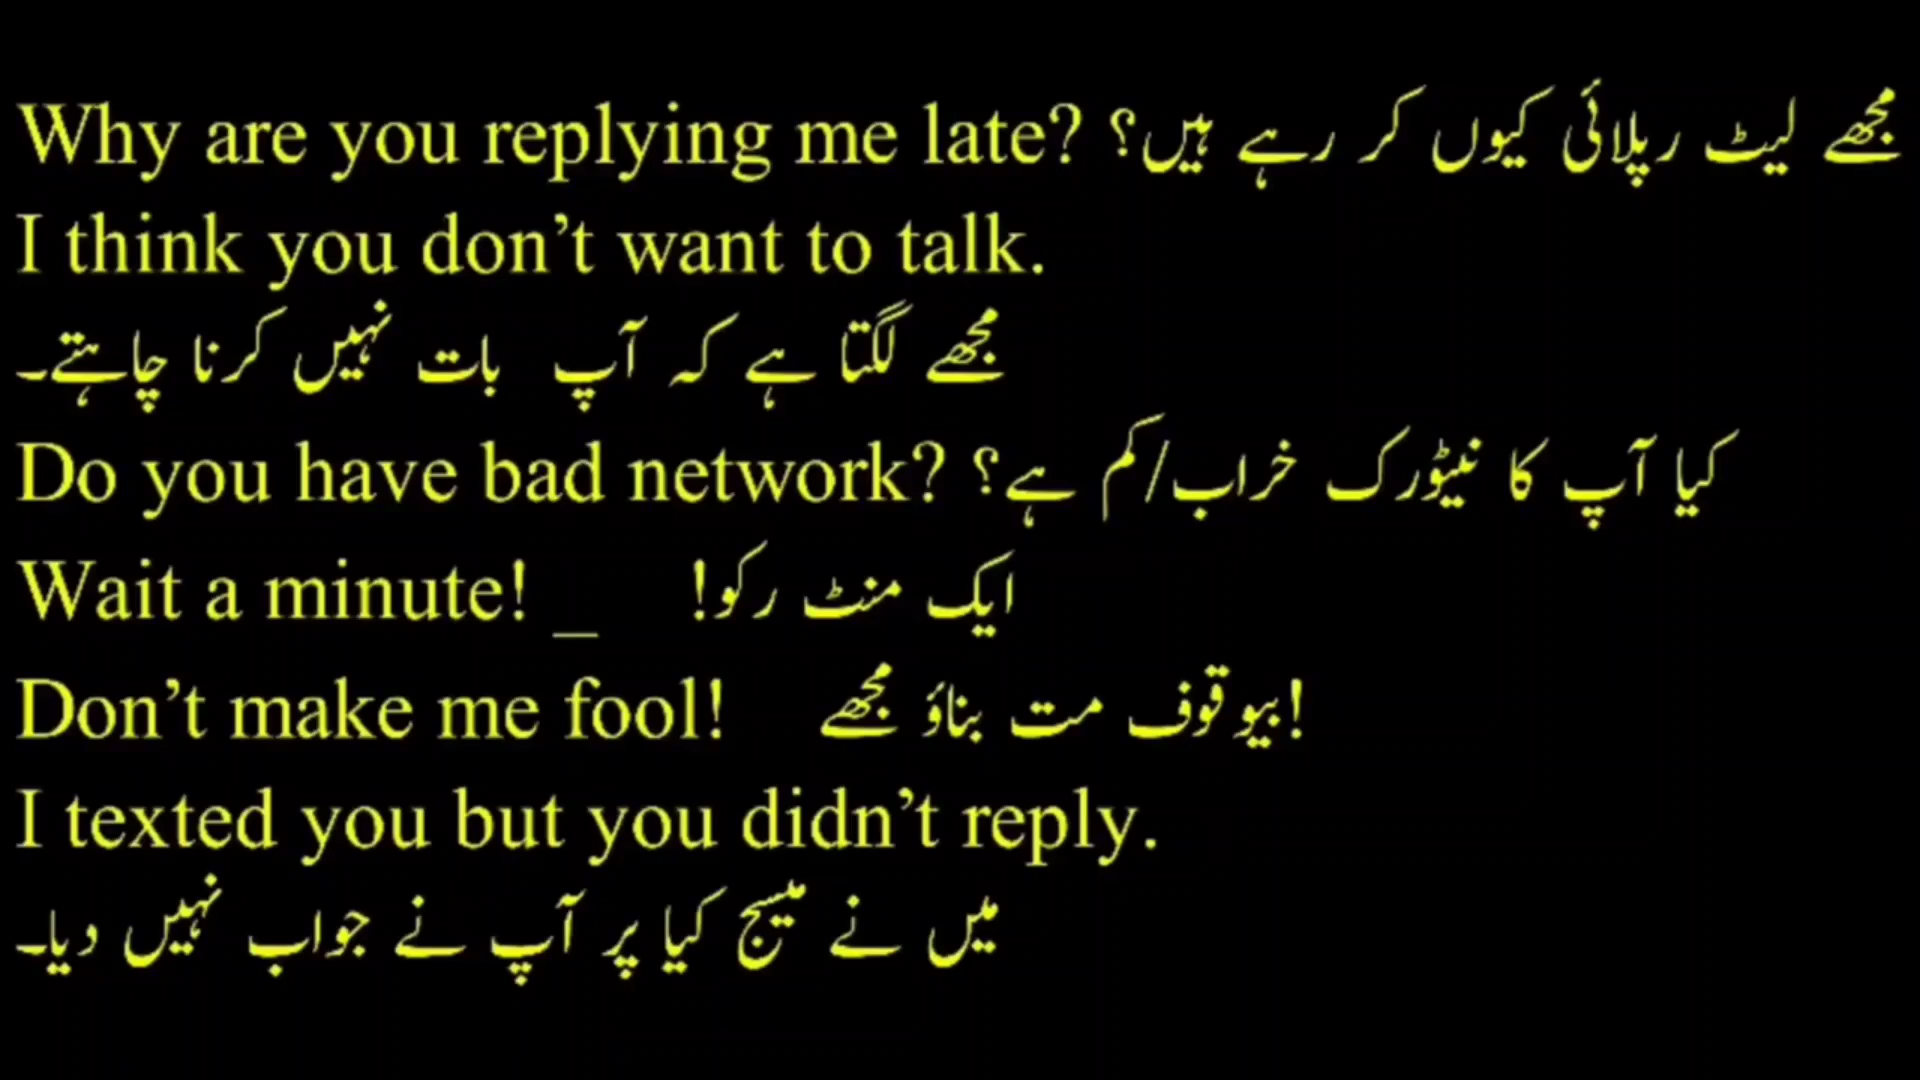 Why are you replying me late? مجھے لیٹ رپلائی کیوں کر رہے ہیں؟
I think you don’t want to talk.
مجھے لگتا ہے کہ آپ بات نہیں کرنا چاہتے۔
Do you have bad network? کیا آپ کا نیٹورک خراب/کم ہے؟
Wait a minute! _ ایک منٹ رکو!
Don’t make me fool! مجھے بیوقوف مت بناؤ!
I texted you but you didn’t reply.
میں نے میسج کیا پر آپ نے جواب نہیں دیا۔